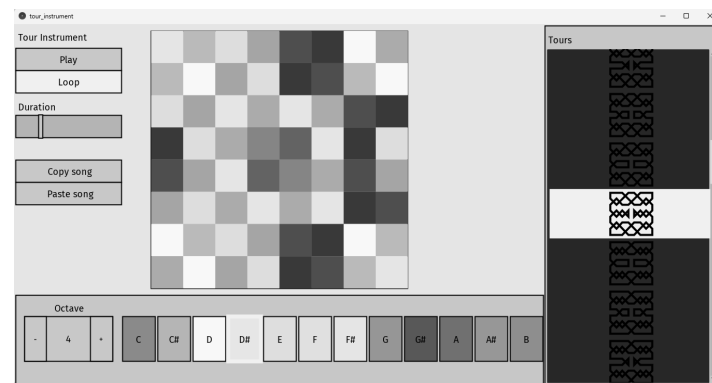 tour_instrument
Tour Instrument
Play
Loop
Duration
Copy song
Paste song
Tours
Octave
- 4 + C C# D D# E F F# G G# A A# B